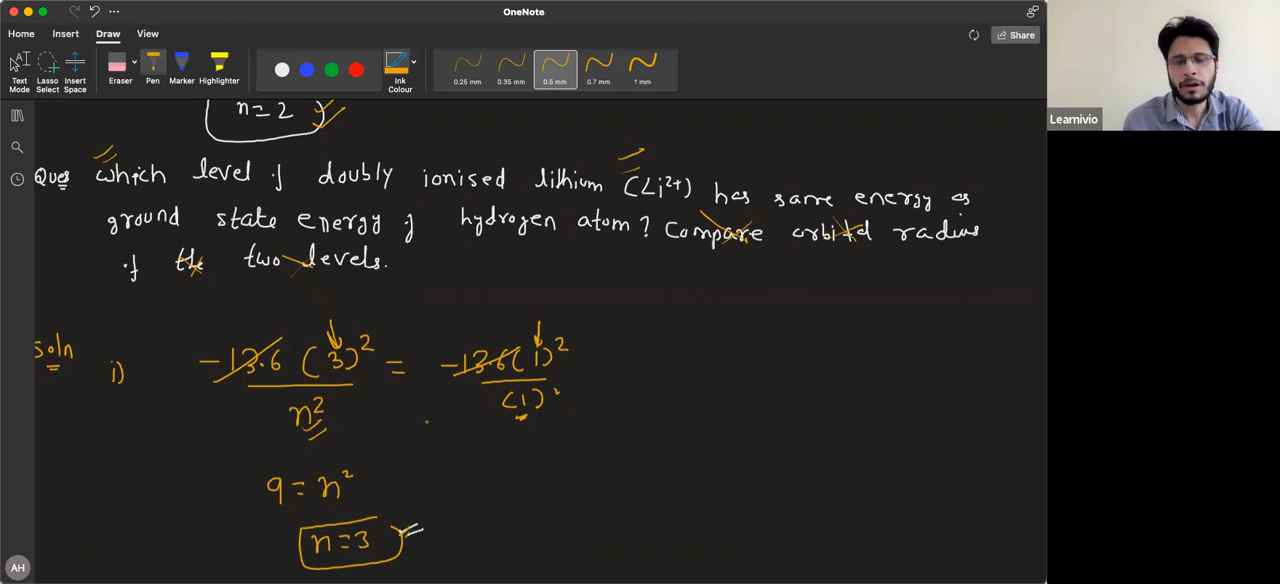 OneNote
Home Insert Draw View
Share
Text Mode Lasso Select Insert Space Eraser Pen Marker Highlighter Ink Colour 0.25 mm 0.35 mm 0.5 mm 0.7 mm 1 mm
Learnivio
n = 2
Ques which level of doubly ionised lithium (Li²⁺) has same energy as
ground state energy of hydrogen atom? Compare orbital radius
of the two levels.
Soln
i) -13.6 (3)² / n² = -13.6 (1)² / (1)²
9 = n²
n = 3
AH